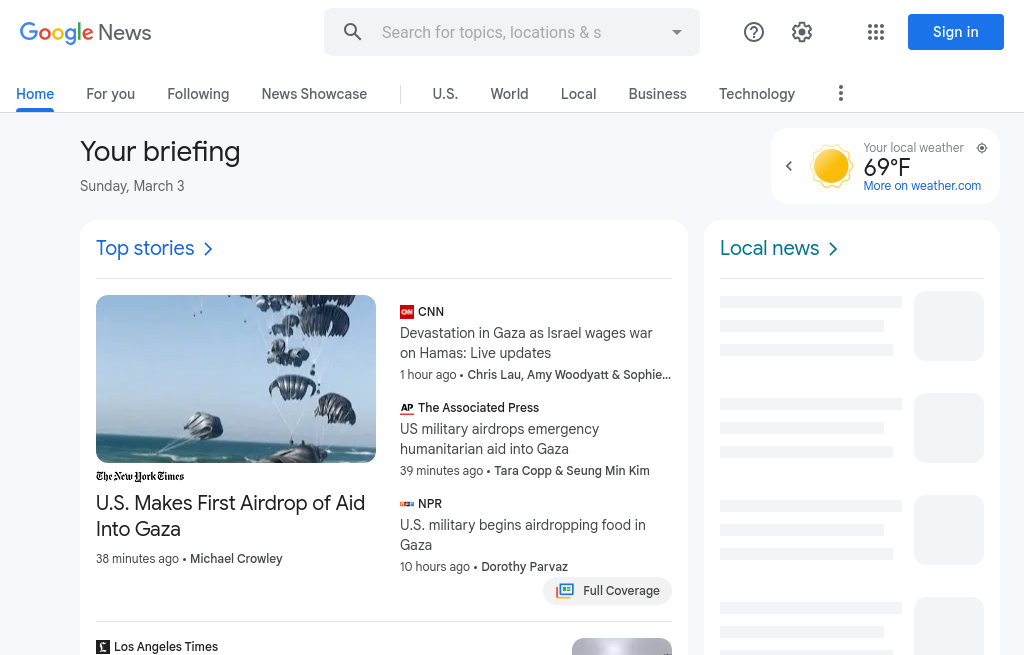 Google News
Search for topics, locations & s
Sign in
Home
For you
Following
News Showcase
U.S.
World
Local
Business
Technology
Your briefing
Sunday, March 3
Your local weather
69°F
More on weather.com
Top stories
The New York Times
U.S. Makes First Airdrop of Aid
Into Gaza
38 minutes ago • Michael Crowley
CNN
Devastation in Gaza as Israel wages war
on Hamas: Live updates
1 hour ago • Chris Lau, Amy Woodyatt & Sophie...
AP The Associated Press
US military airdrops emergency
humanitarian aid into Gaza
39 minutes ago • Tara Copp & Seung Min Kim
NPR
U.S. military begins airdropping food in
Gaza
10 hours ago • Dorothy Parvaz
Full Coverage
Los Angeles Times
Local news